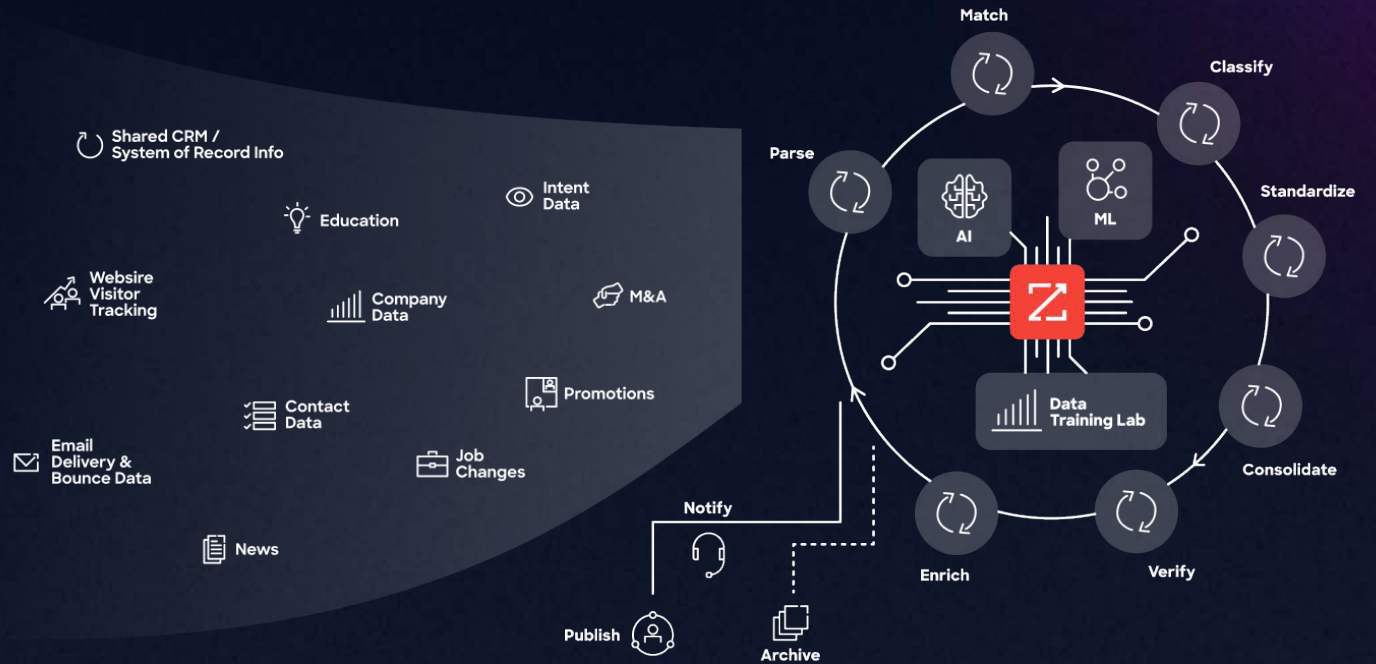 Shared CRM /
System of Record Info
Education
Intent
Data
Websire
Visitor
Tracking
Company
Data
M&A
Promotions
Contact
Data
Email
Delivery &
Bounce Data
Job
Changes
News
Match
Classify
Parse
Standardize
AI
ML
Data
Training Lab
Consolidate
Verify
Enrich
Notify
Publish
Archive